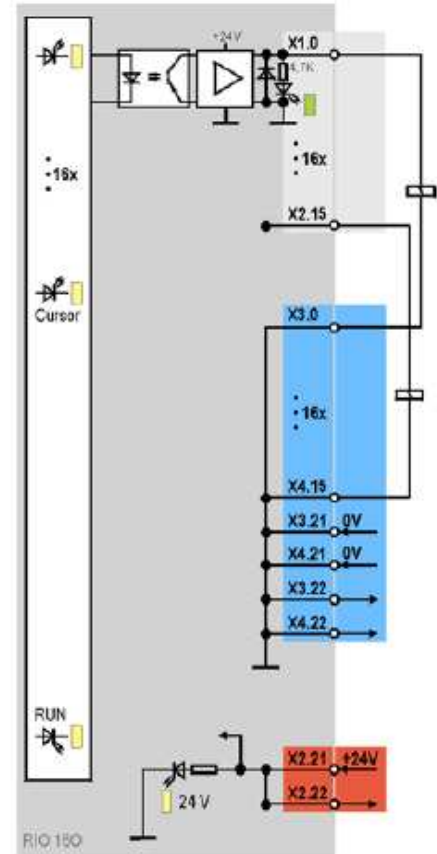 +24V
X1.0
4,7K
16x
16x
X2.15
Cursor
X3.0
16x
X4.15
X3.21 0V
X4.21 0V
X3.22
X4.22
RUN
X2.21 +24V
24 V
X2.22
RIO 16O